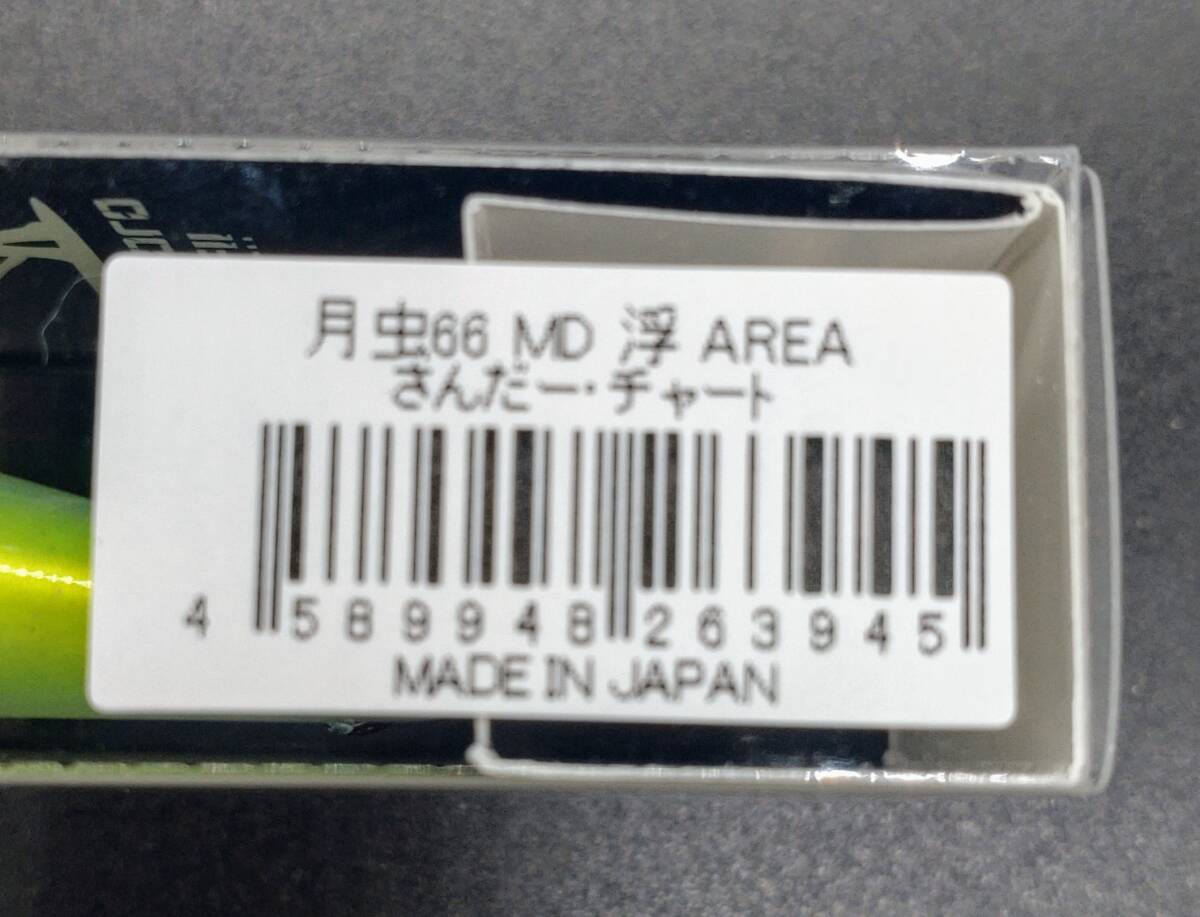 月虫66 MD 浮 AREA
さんだー・チャート
4 589948 263945
MADE IN JAPAN